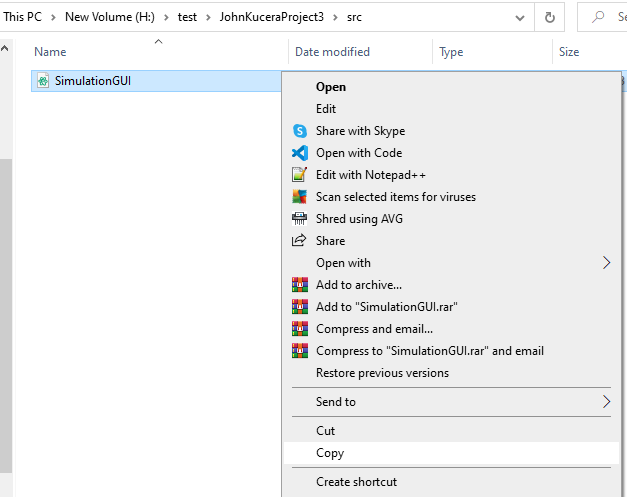 This PC > New Volume (H:) > test > JohnKuceraProject3 > src
Name Date modified Type Size
SimulationGUI
Open
Edit
Share with Skype
Open with Code
Edit with Notepad++
Scan selected items for viruses
Shred using AVG
Share
Open with
Add to archive...
Add to "SimulationGUI.rar"
Compress and email...
Compress to "SimulationGUI.rar" and email
Restore previous versions
Send to
Cut
Copy
Create shortcut